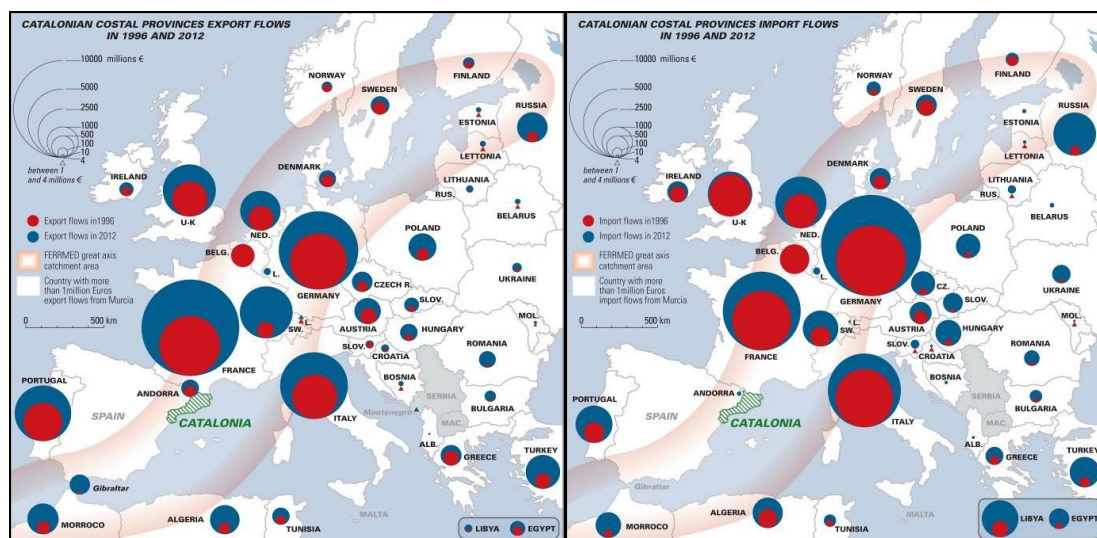 CATALONIAN COSTAL PROVINCES EXPORT FLOWS
IN 1996 AND 2012
10000 millions €
5000
2500
1000
500
100
10
4
between 1
and 4 millions €
Export flows in 1996
Export flows in 2012
FERRMED great axis
catchment area
Country with more
than 1million Euros
export flows from Murcia
0 500 km
NORWAY
FINLAND
SWEDEN
ESTONIA
RUSSIA
LETTONIA
DENMARK
LITHUANIA
RUS.
BELARUS
IRELAND
U-K
NED.
BELG.
L.
GERMANY
POLAND
UKRAINE
CZECH R.
SLOV.
MOL.
FRANCE
SW.
L.
AUSTRIA
HUNGARY
SLOV.
CROATIA
ROMANIA
BOSNIA
SERBIA
BULGARIA
Montenegro
MAC.
ALB.
ANDORRA
PORTUGAL
SPAIN
CATALONIA
ITALY
GREECE
TURKEY
Gibraltar
MORROCO
ALGERIA
TUNISIA
MALTA
LIBYA
EGYPT
CATALONIAN COSTAL PROVINCES IMPORT FLOWS
IN 1996 AND 2012
10000 millions €
5000
2500
1000
500
100
10
4
between 1
and 4 millions €
Import flows in 1996
Import flows in 2012
FERRMED great axis
catchment area
Country with more
than 1million Euros
import flows from Murcia
0 500 km
NORWAY
FINLAND
SWEDEN
ESTONIA
RUSSIA
LETTONIA
DENMARK
LITHUANIA
RUS.
BELARUS
IRELAND
U-K
NED.
BELG.
L.
GERMANY
POLAND
UKRAINE
CZ.
SLOV.
MOL.
FRANCE
SW.
L.
AUSTRIA
HUNGARY
SLOV.
CROATIA
ROMANIA
BOSNIA
SERBIA
BULGARIA
MAC.
ALB.
ANDORRA
PORTUGAL
SPAIN
CATALONIA
ITALY
GREECE
TURKEY
Gibraltar
MORROCO
ALGERIA
TUNISIA
MALTA
LIBYA
EGYPT